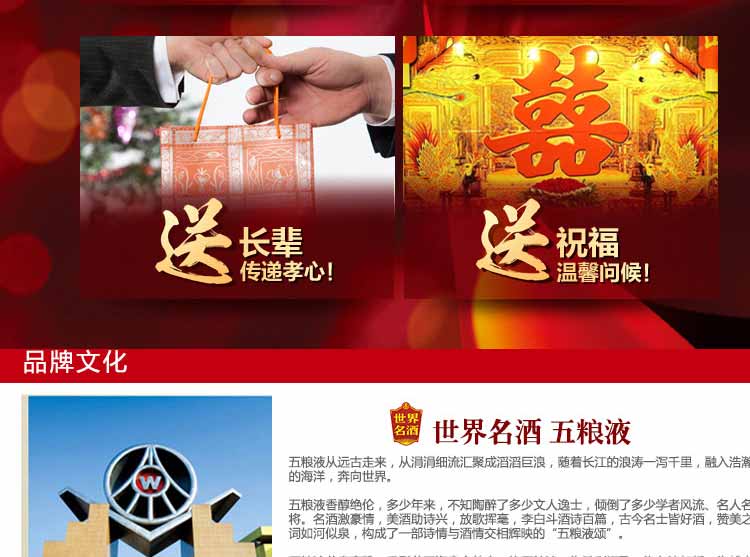 送 长辈
传递孝心!
囍
送 祝福
温馨问候!
品牌文化
世界名酒
世界名酒 五粮液
W
五粮液从远古走来，从涓涓细流汇聚成滔滔巨浪，随着长江的浪涛一泻千里，融入浩瀚
的海洋，奔向世界。
五粮液香醇绝伦，多少年来，不知陶醉了多少文人逸士，倾倒了多少学者风流、名人名
将。名酒激豪情，美酒助诗兴，放歌挥毫，李白斗酒诗百篇，古今名士皆好酒，赞美之
词如河似泉，构成了一部诗情与酒情交相辉映的“五粮液颂”。